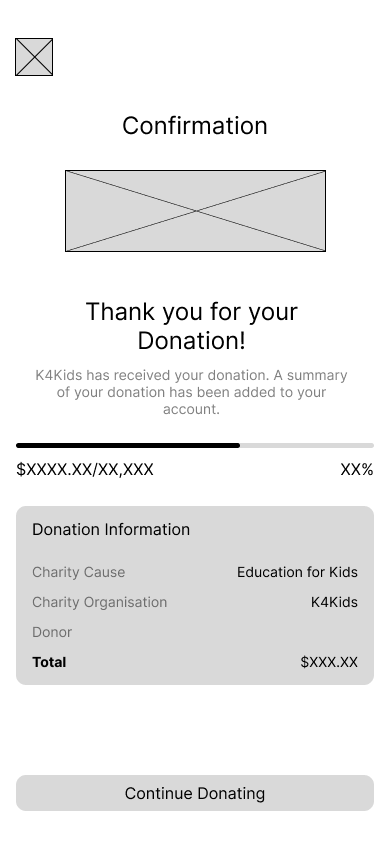 Confirmation
Thank you for your
Donation!
K4Kids has received your donation. A summary
of your donation has been added to your
account.
$XXXX.XX/XX,XXX XX%
Donation Information
Charity Cause Education for Kids
Charity Organisation K4Kids
Donor
Total $XXX.XX
Continue Donating